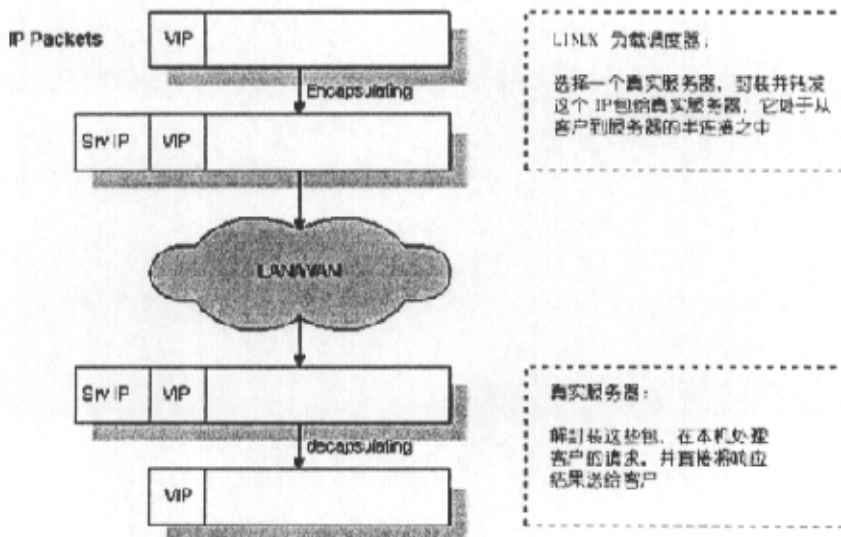 IP Packets
VIP
Encapsulating
Srv IP VIP
LAN/WAN
Srv IP VIP
decapsulating
VIP
LINUX 负载调度器：
选择一个真实服务器，封装并转发
这个 IP包给真实服务器，它处于从
客户到服务器的半连接之中
真实服务器：
解封装这些包，在本机处理
客户的请求，并直接将响应
结果送给客户